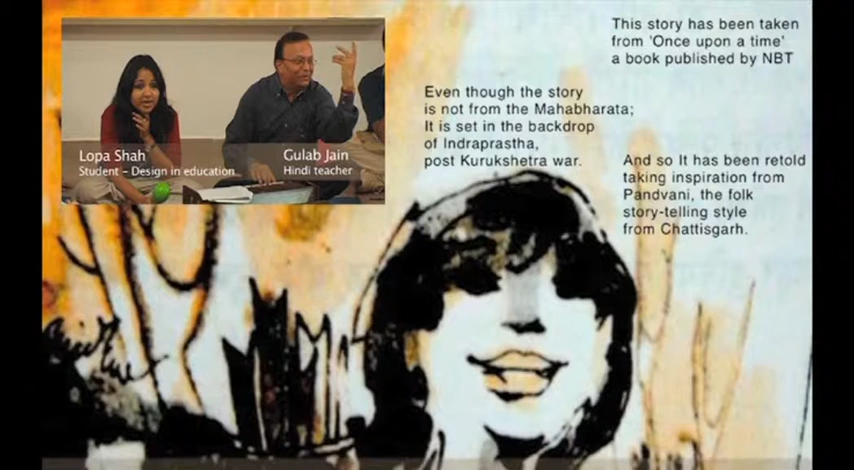 This story has been taken
from 'Once upon a time'
a book published by NBT
Even though the story
is not from the Mahabharata;
It is set in the backdrop
of Indraprastha,
post Kurukshetra war.
And so It has been retold
taking inspiration from
Pandvani, the folk
story-telling style
from Chattisgarh.
Lopa Shah
Student - Design in education
Gulab Jain
Hindi teacher